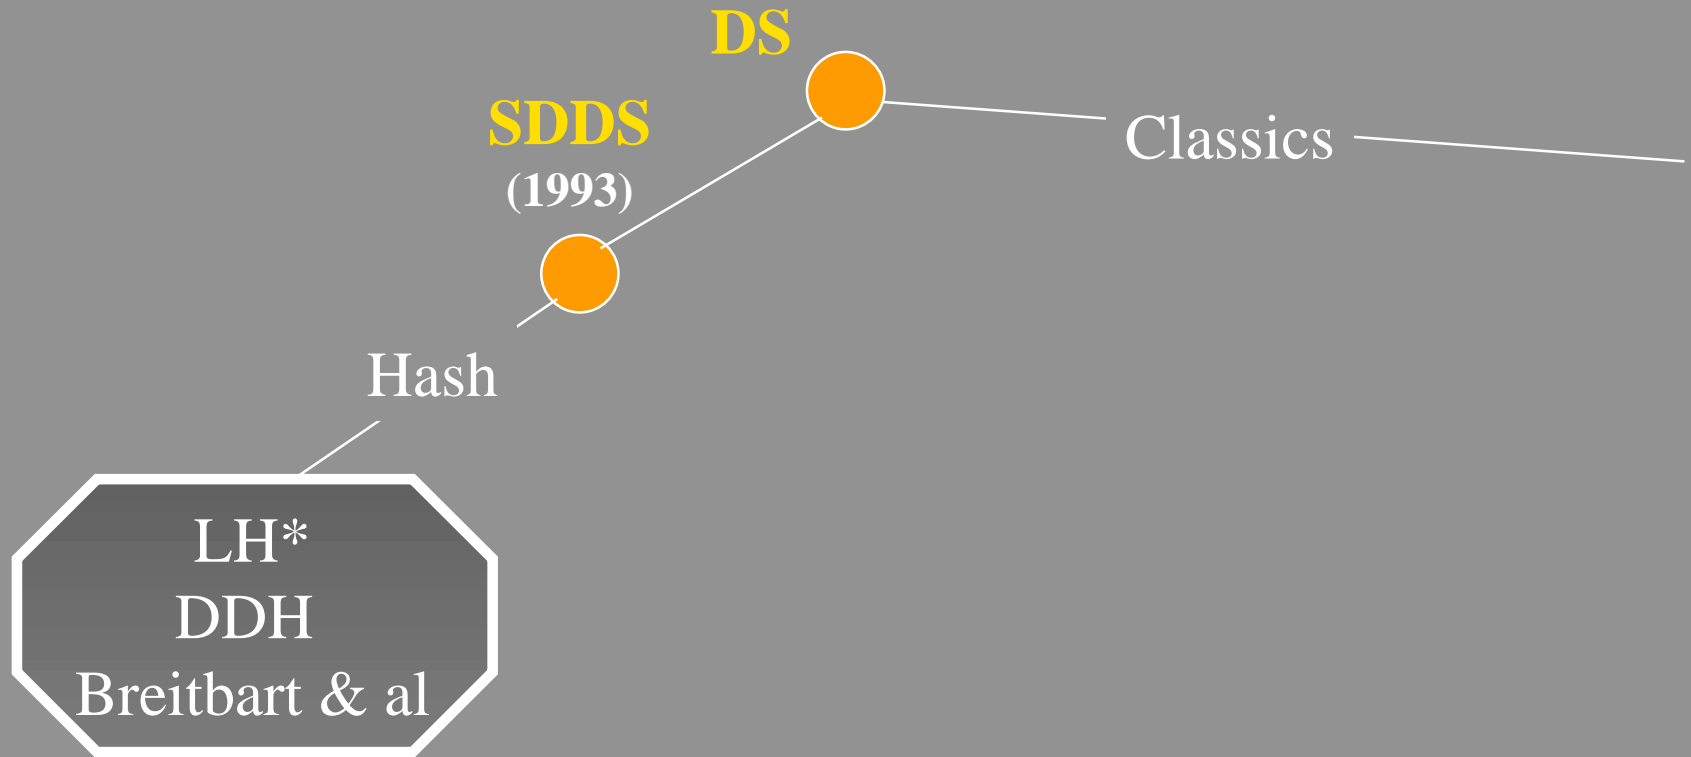 DS
SDDS
(1993)
Classics
Hash
LH*
DDH
Breitbart & al